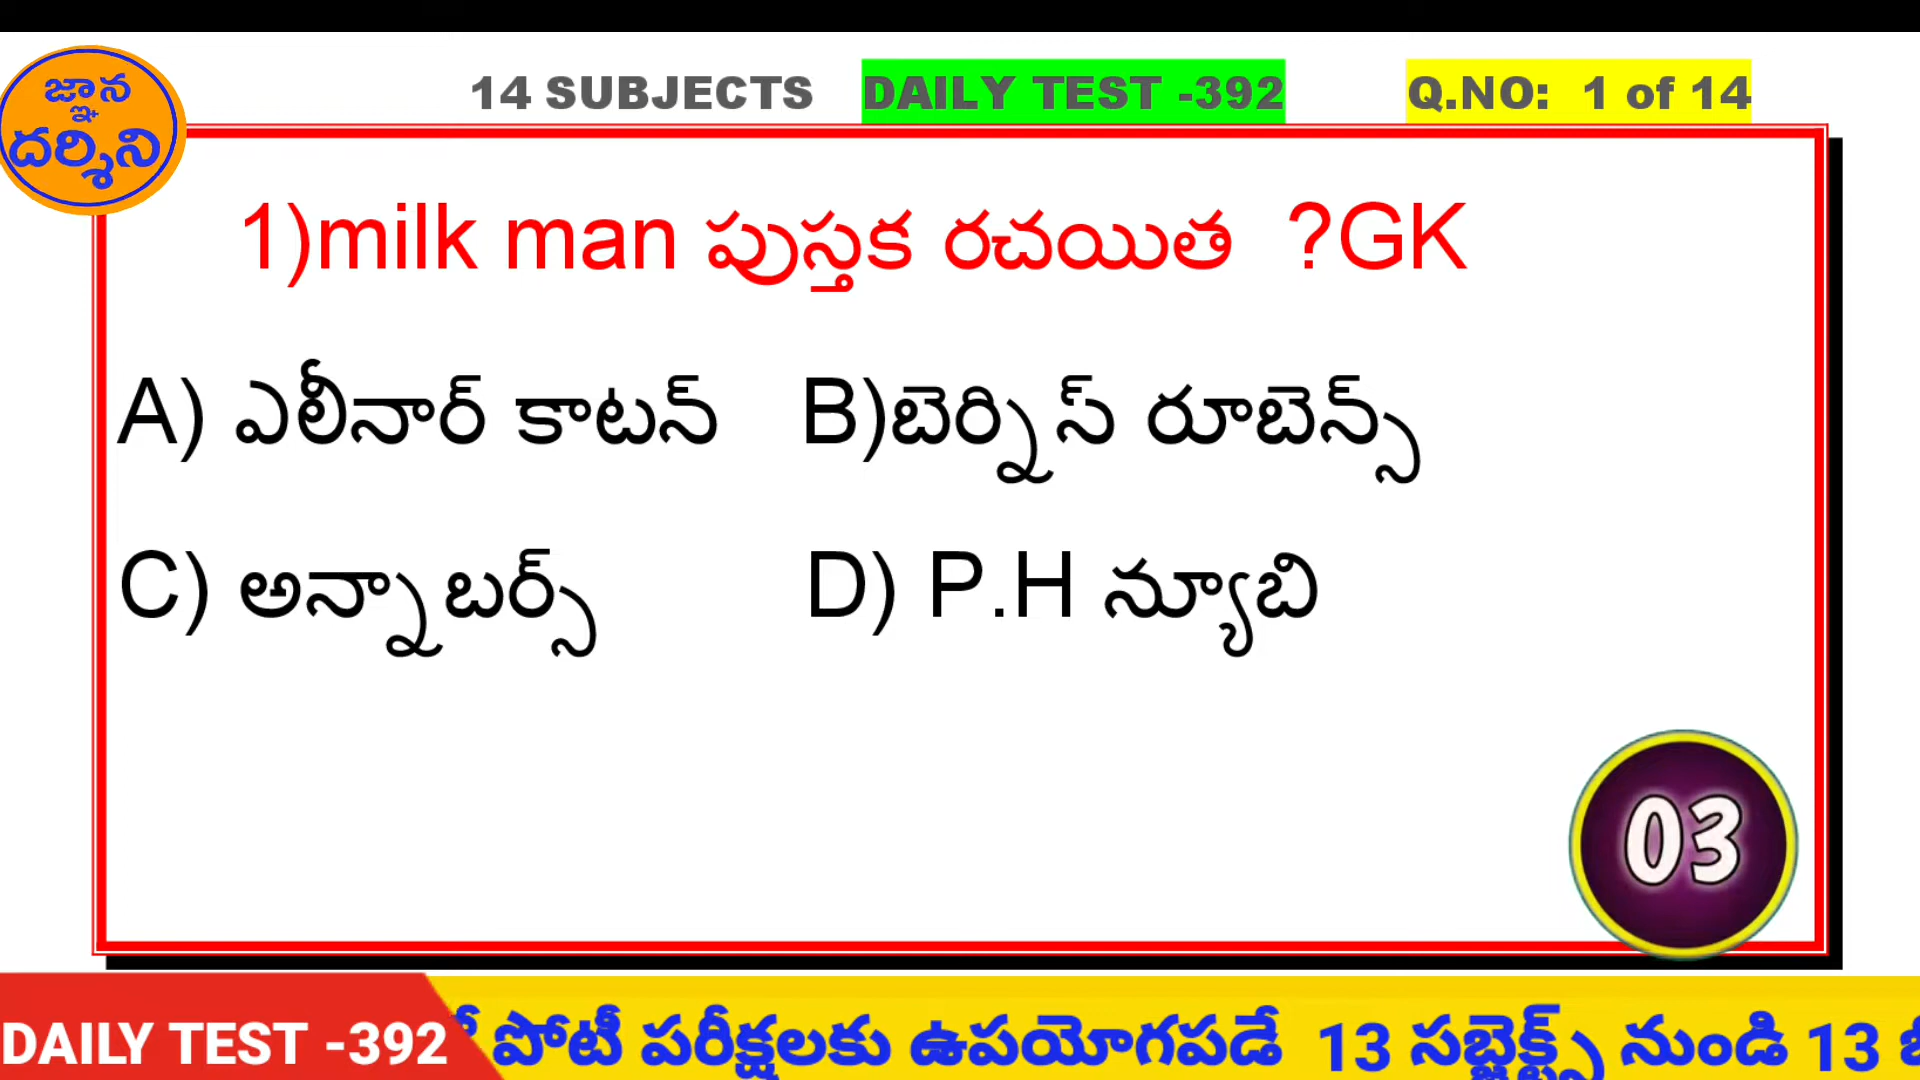 జ్ఞాన
దర్శిని
14 SUBJECTS DAILY TEST -392 Q.NO: 1 of 14
1)milk man పుస్తక రచయిత ?GK
A) ఎలీనార్ కాటన్ B)బెర్నిస్ రూబెన్స్
C) అన్నాబర్న్స్ D) P.H న్యూబి
03
DAILY TEST -392 పోటీ పరీక్షలకు ఉపయోగపడే 13 సబ్జెక్ట్స్ నుండి 13